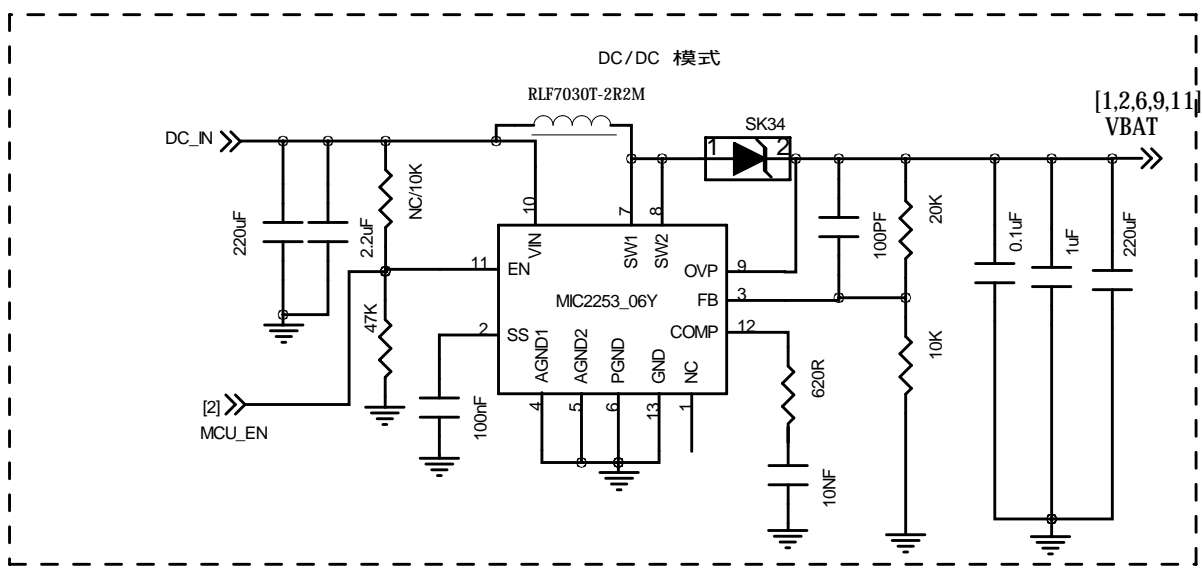 DC/DC 模式
RLF7030T-2R2M
[1,2,6,9,11]
VBAT
SK34
1
2
DC_IN
NC/10K
220uF
2.2uF
10
7
8
VIN
SW1
SW2
11
EN
OVP
9
100PF
20K
0.1uF
1uF
220uF
MIC2253_06Y
FB
3
47K
2
SS
COMP
12
AGND1
AGND2
PGND
GND
NC
10K
620R
[2]
MCU_EN
100nF
4
5
6
13
1
10NF